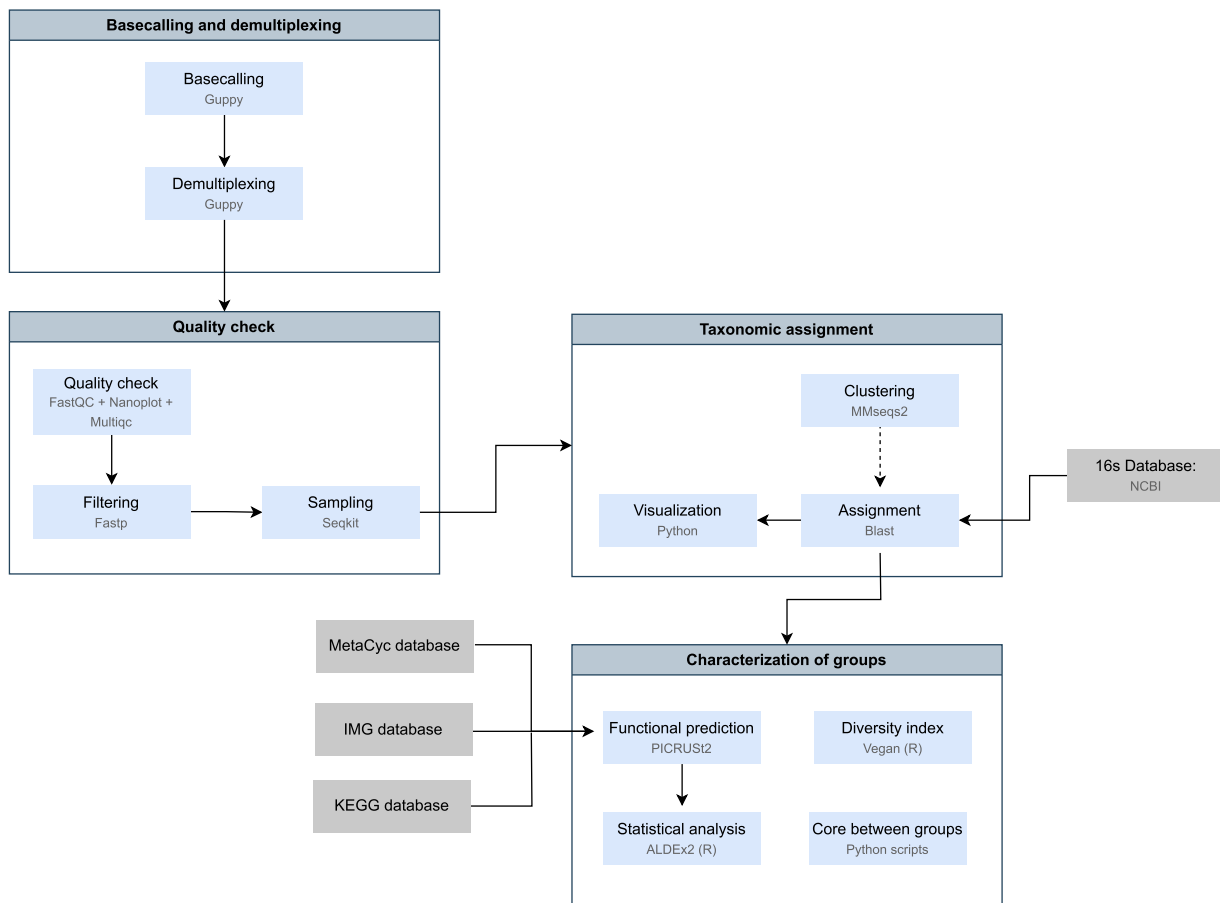 Basecalling and demultiplexing
Basecalling
Guppy
Demultiplexing
Guppy
Quality check
Quality check
FastQC + Nanoplot +
Multiqc
Filtering
Fastp
Sampling
Seqkit
Taxonomic assignment
Clustering
MMseqs2
Visualization
Python
Assignment
Blast
16s Database:
NCBI
MetaCyc database
IMG database
KEGG database
Characterization of groups
Functional prediction
PICRUSt2
Diversity index
Vegan (R)
Statistical analysis
ALDEx2 (R)
Core between groups
Python scripts